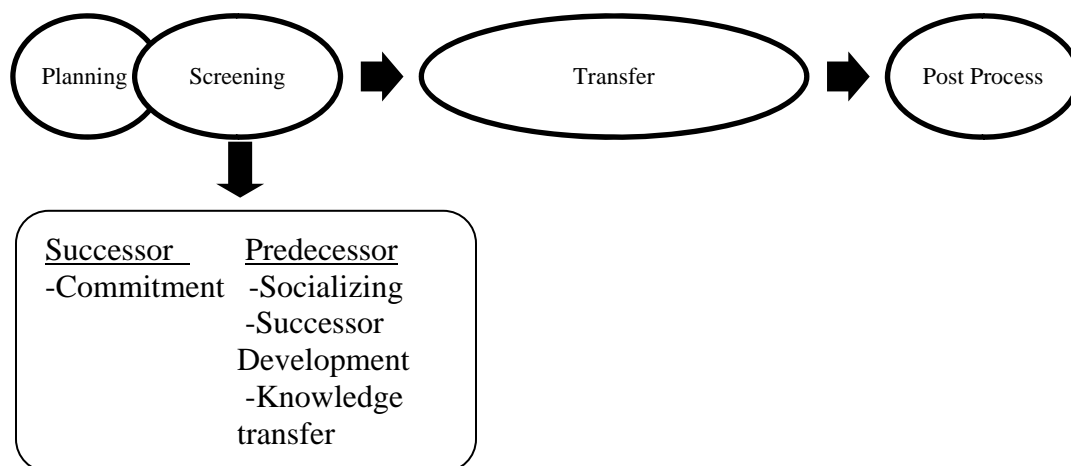 Planning
Screening
Transfer
Post Process
Successor Predecessor
-Commitment -Socializing
-Successor
Development
-Knowledge
transfer